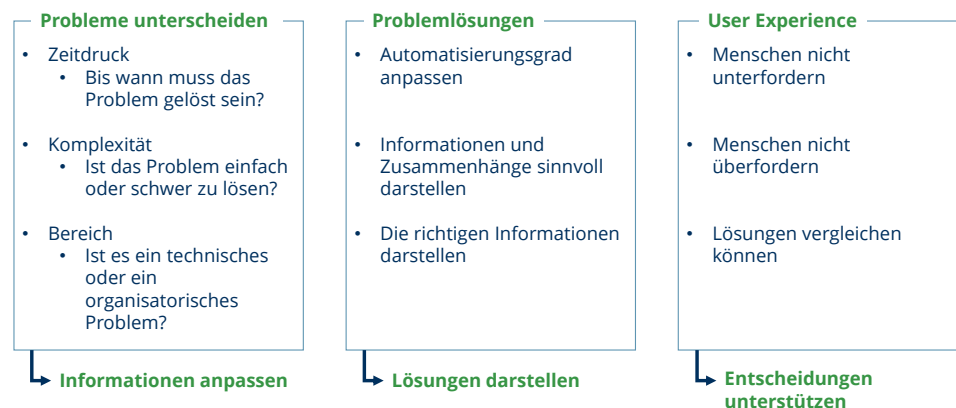 Probleme unterscheiden
• Zeitdruck
• Bis wann muss das
Problem gelöst sein?
• Komplexität
• Ist das Problem einfach
oder schwer zu lösen?
• Bereich
• Ist es ein technisches
oder ein
organisatorisches
Problem?
Informationen anpassen
Problemlösungen
• Automatisierungsgrad
anpassen
• Informationen und
Zusammenhänge sinnvoll
darstellen
• Die richtigen Informationen
darstellen
Lösungen darstellen
User Experience
• Menschen nicht
unterfordern
• Menschen nicht
überfordern
• Lösungen vergleichen
können
Entscheidungen
unterstützen